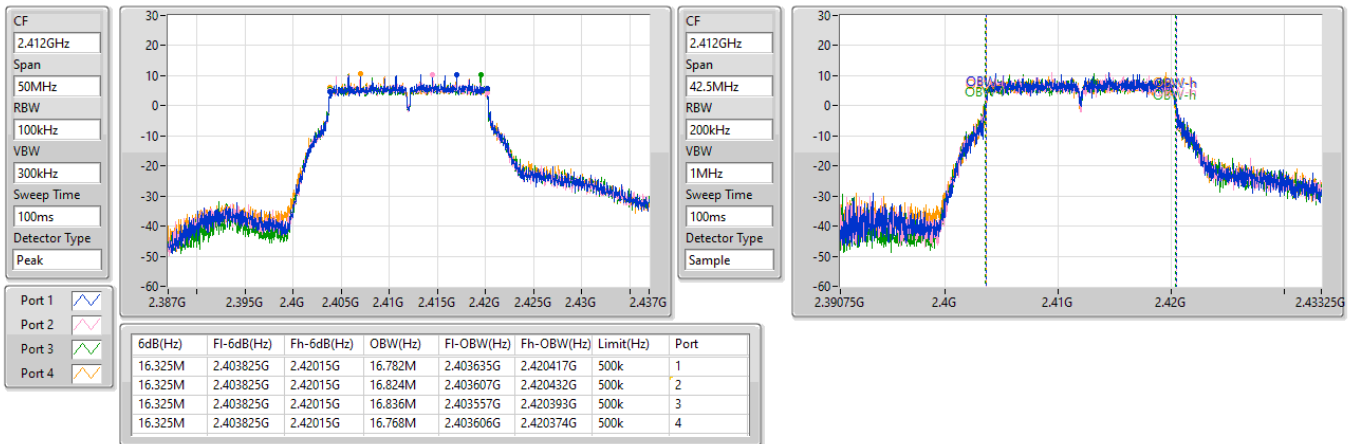 CF
2.412GHz
Span
50MHz
RBW
100kHz
VBW
300kHz
Sweep Time
100ms
Detector Type
Peak
30
20
10
0
-10
-20
-30
-40
-50
-60
2.387G 2.395G 2.4G 2.405G 2.41G 2.415G 2.42G 2.425G 2.43G 2.437G
CF
2.412GHz
Span
42.5MHz
RBW
200kHz
VBW
1MHz
Sweep Time
100ms
Detector Type
Sample
30
20
10
0
-10
-20
-30
-40
-50
-60
OBW-h
OBW-h
2.39075G 2.4G 2.41G 2.42G 2.43325G
Port 1
Port 2
Port 3
Port 4
6dB(Hz) Fl-6dB(Hz) Fh-6dB(Hz) OBW(Hz) Fl-OBW(Hz) Fh-OBW(Hz) Limit(Hz) Port
16.325M 2.403825G 2.42015G 16.782M 2.403635G 2.420417G 500k 1
16.325M 2.403825G 2.42015G 16.824M 2.403607G 2.420432G 500k 2
16.325M 2.403825G 2.42015G 16.836M 2.403557G 2.420393G 500k 3
16.325M 2.403825G 2.42015G 16.768M 2.403606G 2.420374G 500k 4